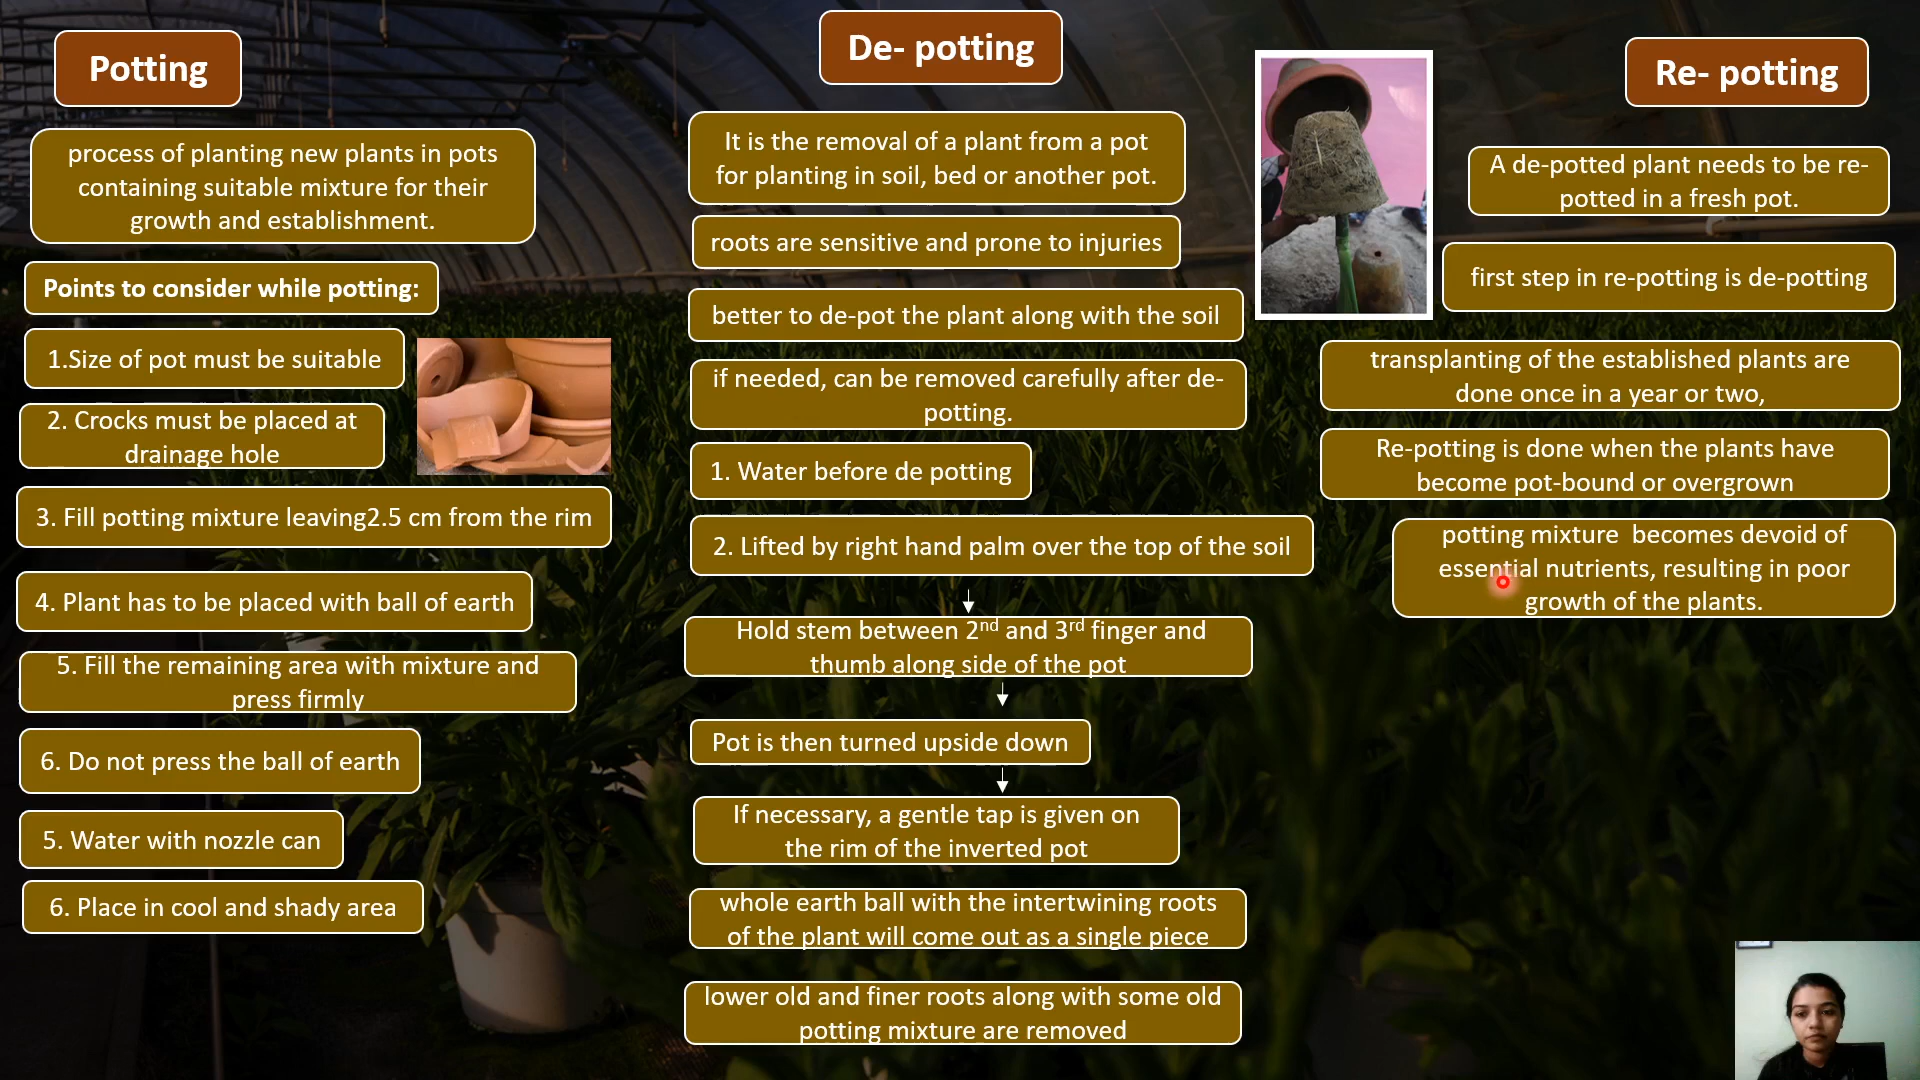 Potting
process of planting new plants in pots
containing suitable mixture for their
growth and establishment.
Points to consider while potting:
1.Size of pot must be suitable
2. Crocks must be placed at
drainage hole
3. Fill potting mixture leaving2.5 cm from the rim
4. Plant has to be placed with ball of earth
5. Fill the remaining area with mixture and
press firmly
6. Do not press the ball of earth
5. Water with nozzle can
6. Place in cool and shady area
De- potting
It is the removal of a plant from a pot
for planting in soil, bed or another pot.
roots are sensitive and prone to injuries
better to de-pot the plant along with the soil
if needed, can be removed carefully after de-
potting.
1. Water before de potting
2. Lifted by right hand palm over the top of the soil
Hold stem between 2nd and 3rd finger and
thumb along side of the pot
Pot is then turned upside down
If necessary, a gentle tap is given on
the rim of the inverted pot
whole earth ball with the intertwining roots
of the plant will come out as a single piece
lower old and finer roots along with some old
potting mixture are removed
Re- potting
A de-potted plant needs to be re-
potted in a fresh pot.
first step in re-potting is de-potting
transplanting of the established plants are
done once in a year or two,
Re-potting is done when the plants have
become pot-bound or overgrown
potting mixture  becomes devoid of
essential nutrients, resulting in poor
growth of the plants.